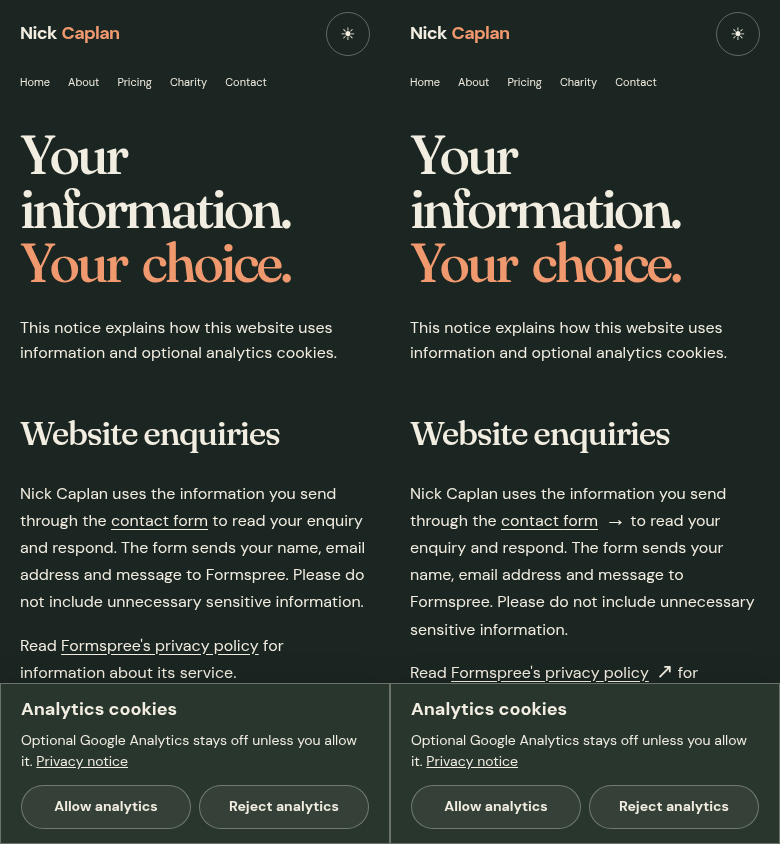 Nick Caplan
Home About Pricing Charity Contact
Your
information.
Your choice.
This notice explains how this website uses
information and optional analytics cookies.
Website enquiries
Nick Caplan uses the information you send
through the contact form to read your enquiry
and respond. The form sends your name, email
address and message to Formspree. Please do
not include unnecessary sensitive information.
Read Formspree's privacy policy for
information about its service.
Analytics cookies
Optional Google Analytics stays off unless you allow
it. Privacy notice
Allow analytics Reject analytics
Nick Caplan
Home About Pricing Charity Contact
Your
information.
Your choice.
This notice explains how this website uses
information and optional analytics cookies.
Website enquiries
Nick Caplan uses the information you send
through the contact form → to read your
enquiry and respond. The form sends your
name, email address and message to
Formspree. Please do not include unnecessary
sensitive information.
Read Formspree's privacy policy ↗ for
Analytics cookies
Optional Google Analytics stays off unless you allow
it. Privacy notice
Allow analytics Reject analytics